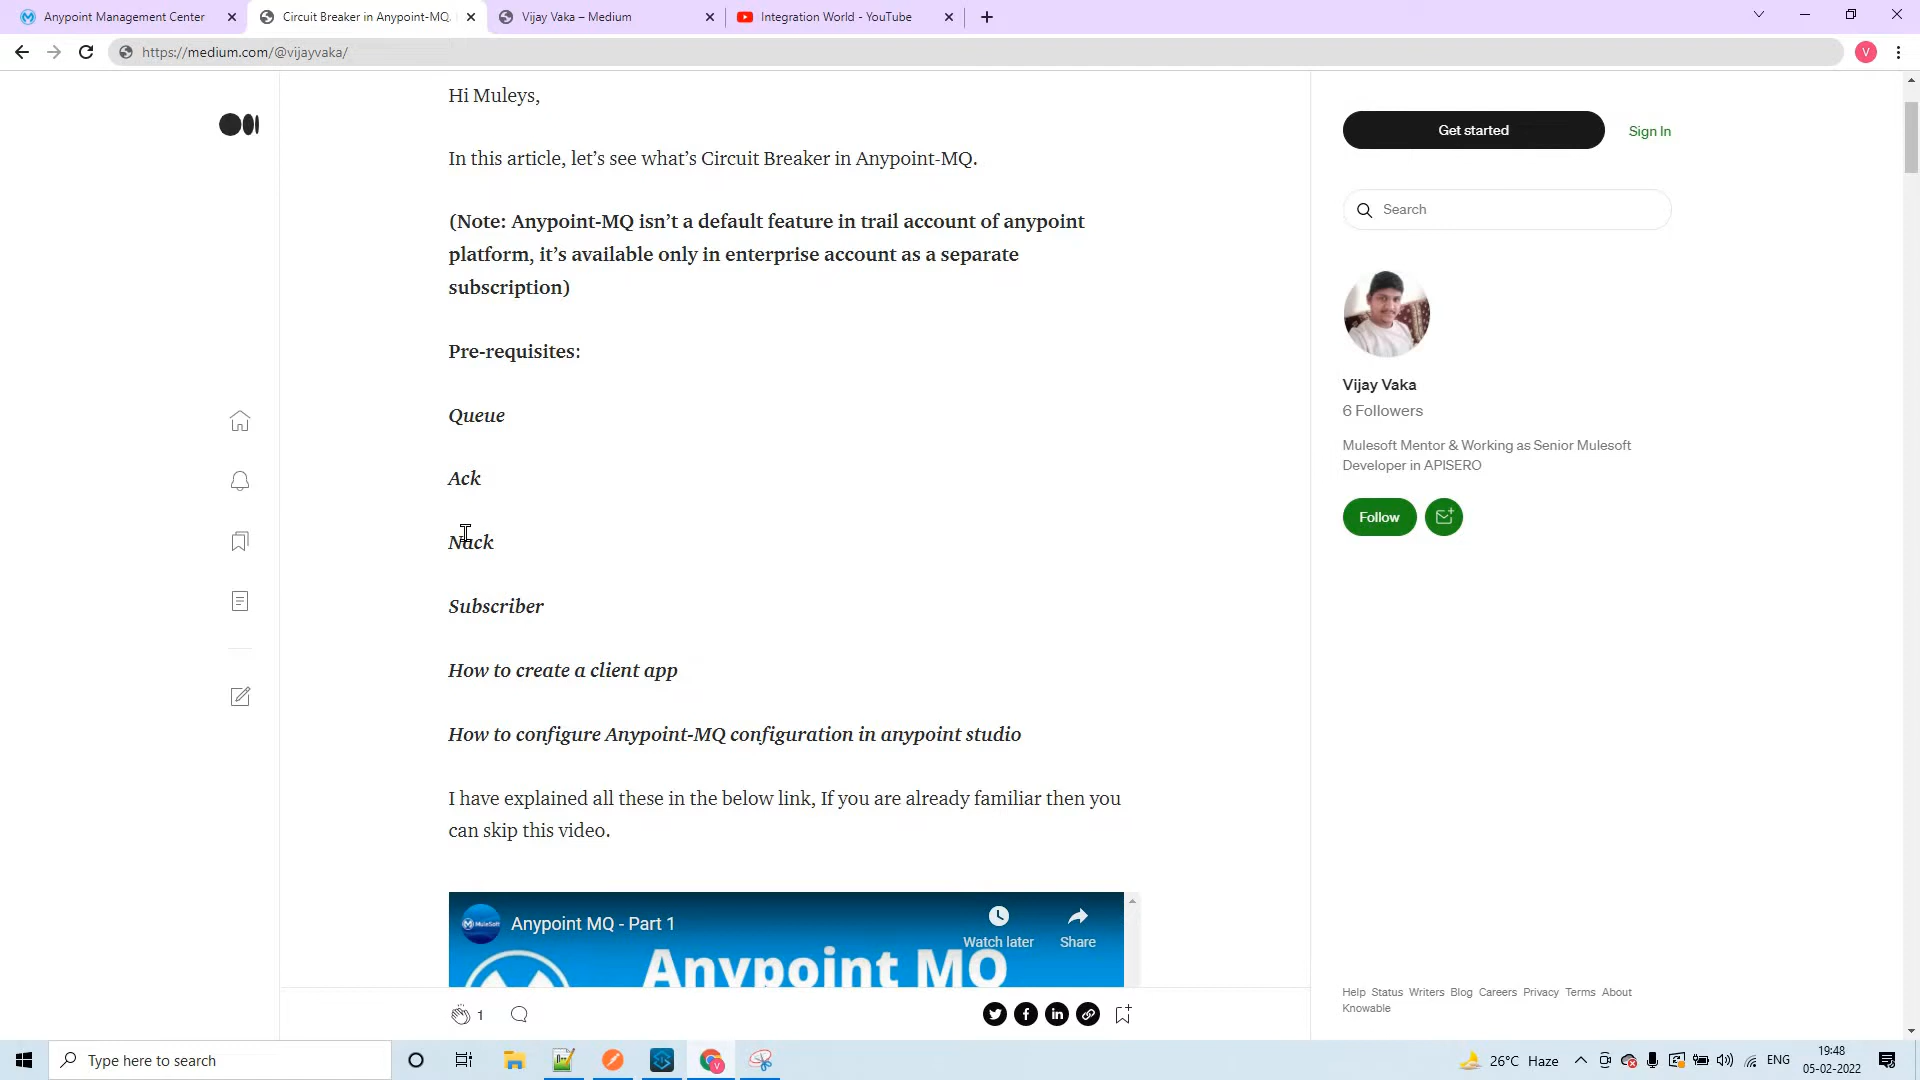 Anypoint Management Center
Circuit Breaker in Anypoint-MQ.
Vijay Vaka – Medium
Integration World - YouTube
https://medium.com/@vijayvaka/
V
Hi Muleys,
In this article, let's see what's Circuit Breaker in Anypoint-MQ.
(Note: Anypoint-MQ isn't a default feature in trail account of anypoint
platform, it's available only in enterprise account as a separate
subscription)
Pre-requisites:
Queue
Ack
Nack
Subscriber
How to create a client app
How to configure Anypoint-MQ configuration in anypoint studio
I have explained all these in the below link, If you are already familiar then you
can skip this video.
MuleSoft
Anypoint MQ - Part 1
Watch later
Share
Anypoint MQ
1
Get started
Sign In
Search
Vijay Vaka
6 Followers
Mulesoft Mentor & Working as Senior Mulesoft
Developer in APISERO
Follow
Help Status Writers Blog Careers Privacy Terms About
Knowable
Type here to search
26°C Haze
ENG
19:48
05-02-2022